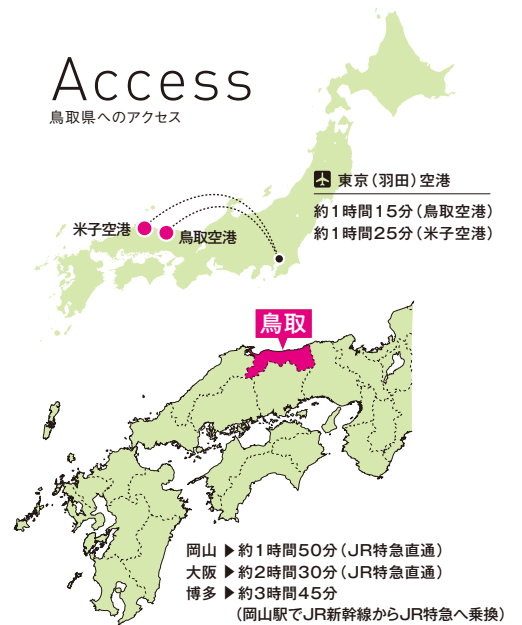 Access
鳥取県へのアクセス
東京(羽田)空港
約1時間15分(鳥取空港)
約1時間25分(米子空港)
米子空港
鳥取空港
鳥取
岡山 ▶ 約1時間50分(JR特急直通)
大阪 ▶ 約2時間30分(JR特急直通)
博多 ▶ 約3時間45分
(岡山駅でJR新幹線からJR特急へ乗換)